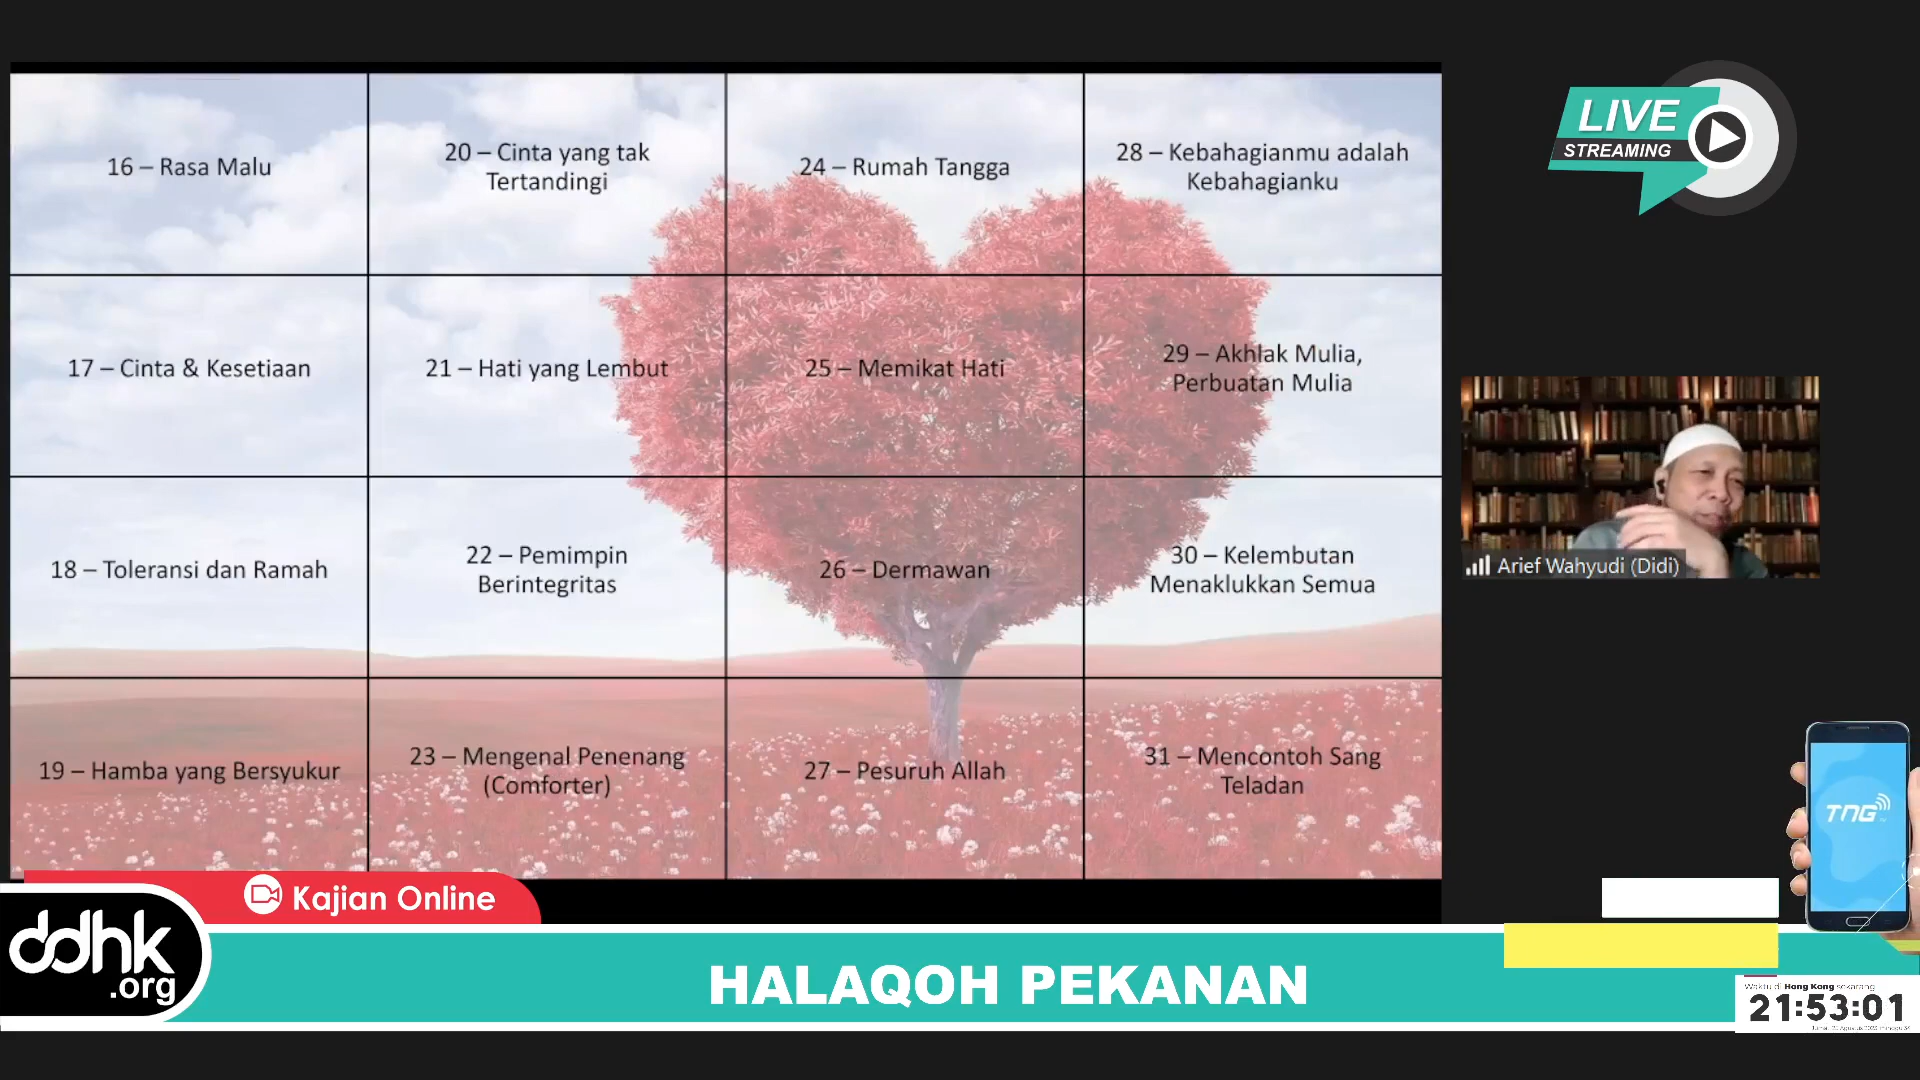 16 – Rasa Malu
20 – Cinta yang tak
Tertandingi
24 – Rumah Tangga
28 – Kebahagianmu adalah
Kebahagianku
17 – Cinta & Kesetiaan
21 – Hati yang Lembut
25 – Memikat Hati
29 – Akhlak Mulia,
Perbuatan Mulia
18 – Toleransi dan Ramah
22 – Pemimpin
Berintegritas
26 – Dermawan
30 – Kelembutan
Menaklukkan Semua
19 – Hamba yang Bersyukur
23 – Mengenal Penenang
(Comforter)
27 – Pesuruh Allah
31 – Mencontoh Sang
Teladan
LIVE
STREAMING
Arief Wahyudi (Didi)
TNG
Kajian Online
ddhk
.org
HALAQOH PEKANAN
Waktu di Hong Kong sekarang
21:53:01